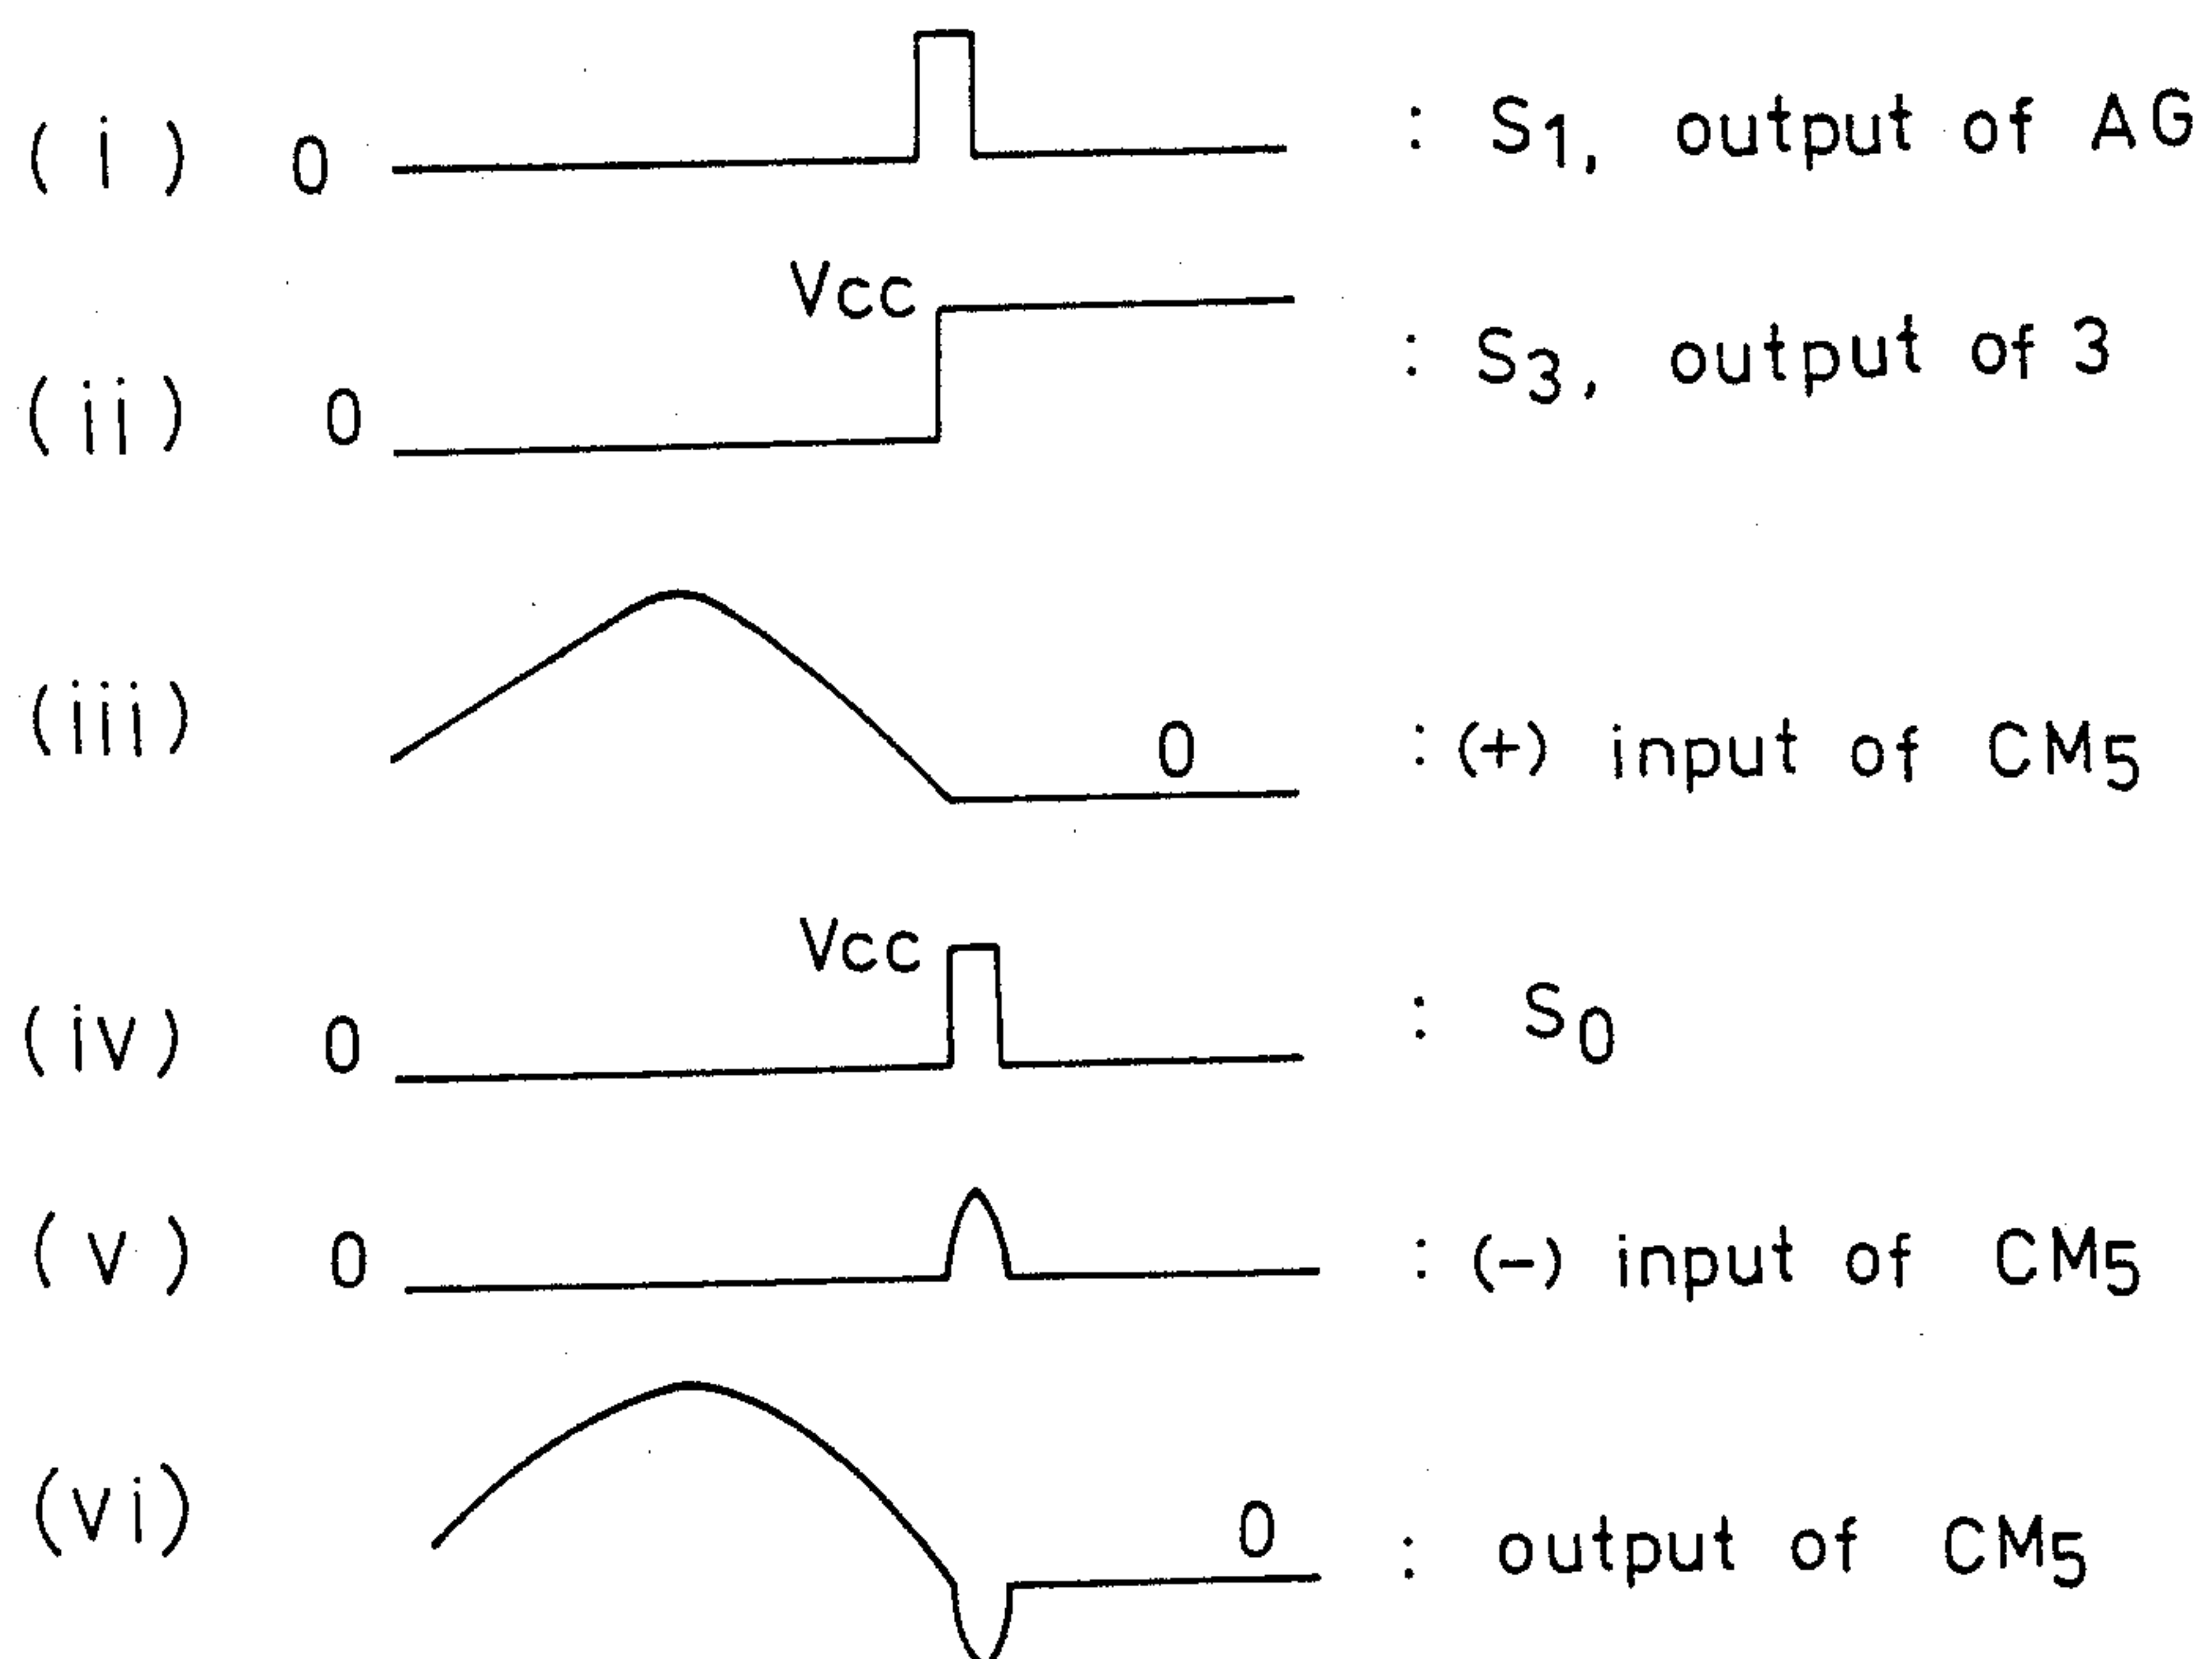 (i) 0 : S1, output of AG
Vcc
(ii) 0 : S3, output of 3
(iii) 0 : (+) input of CM5
Vcc
(iv) 0 : S0
(v) 0 : (-) input of CM5
(vi) 0 : output of CM5